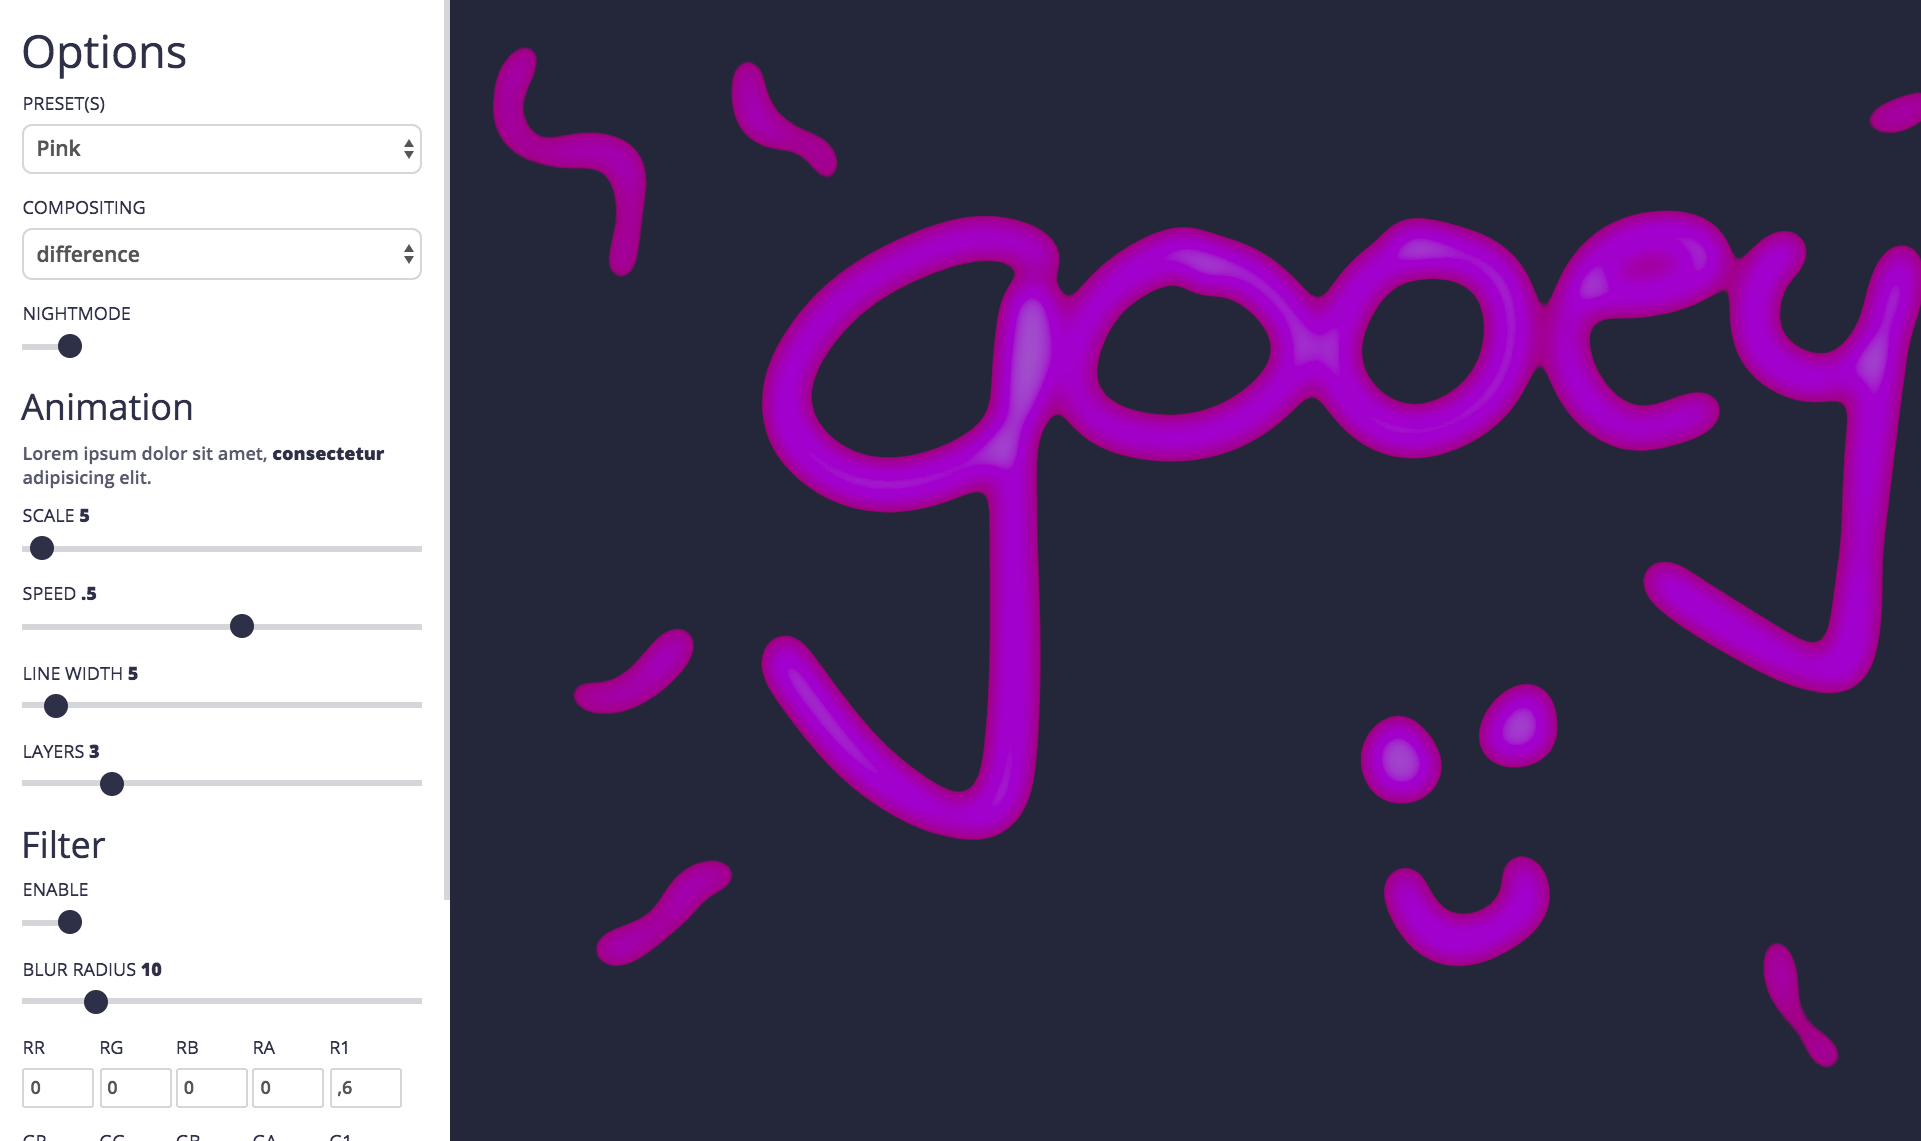 Options
PRESET(S)
Pink
COMPOSITING
difference
NIGHTMODE
Animation
Lorem ipsum dolor sit amet, consectetur
adipisicing elit.
SCALE 5
SPEED .5
LINE WIDTH 5
LAYERS 3
Filter
ENABLE
BLUR RADIUS 10
RR RG RB RA R1
0 0 0 0 ,6
gooey